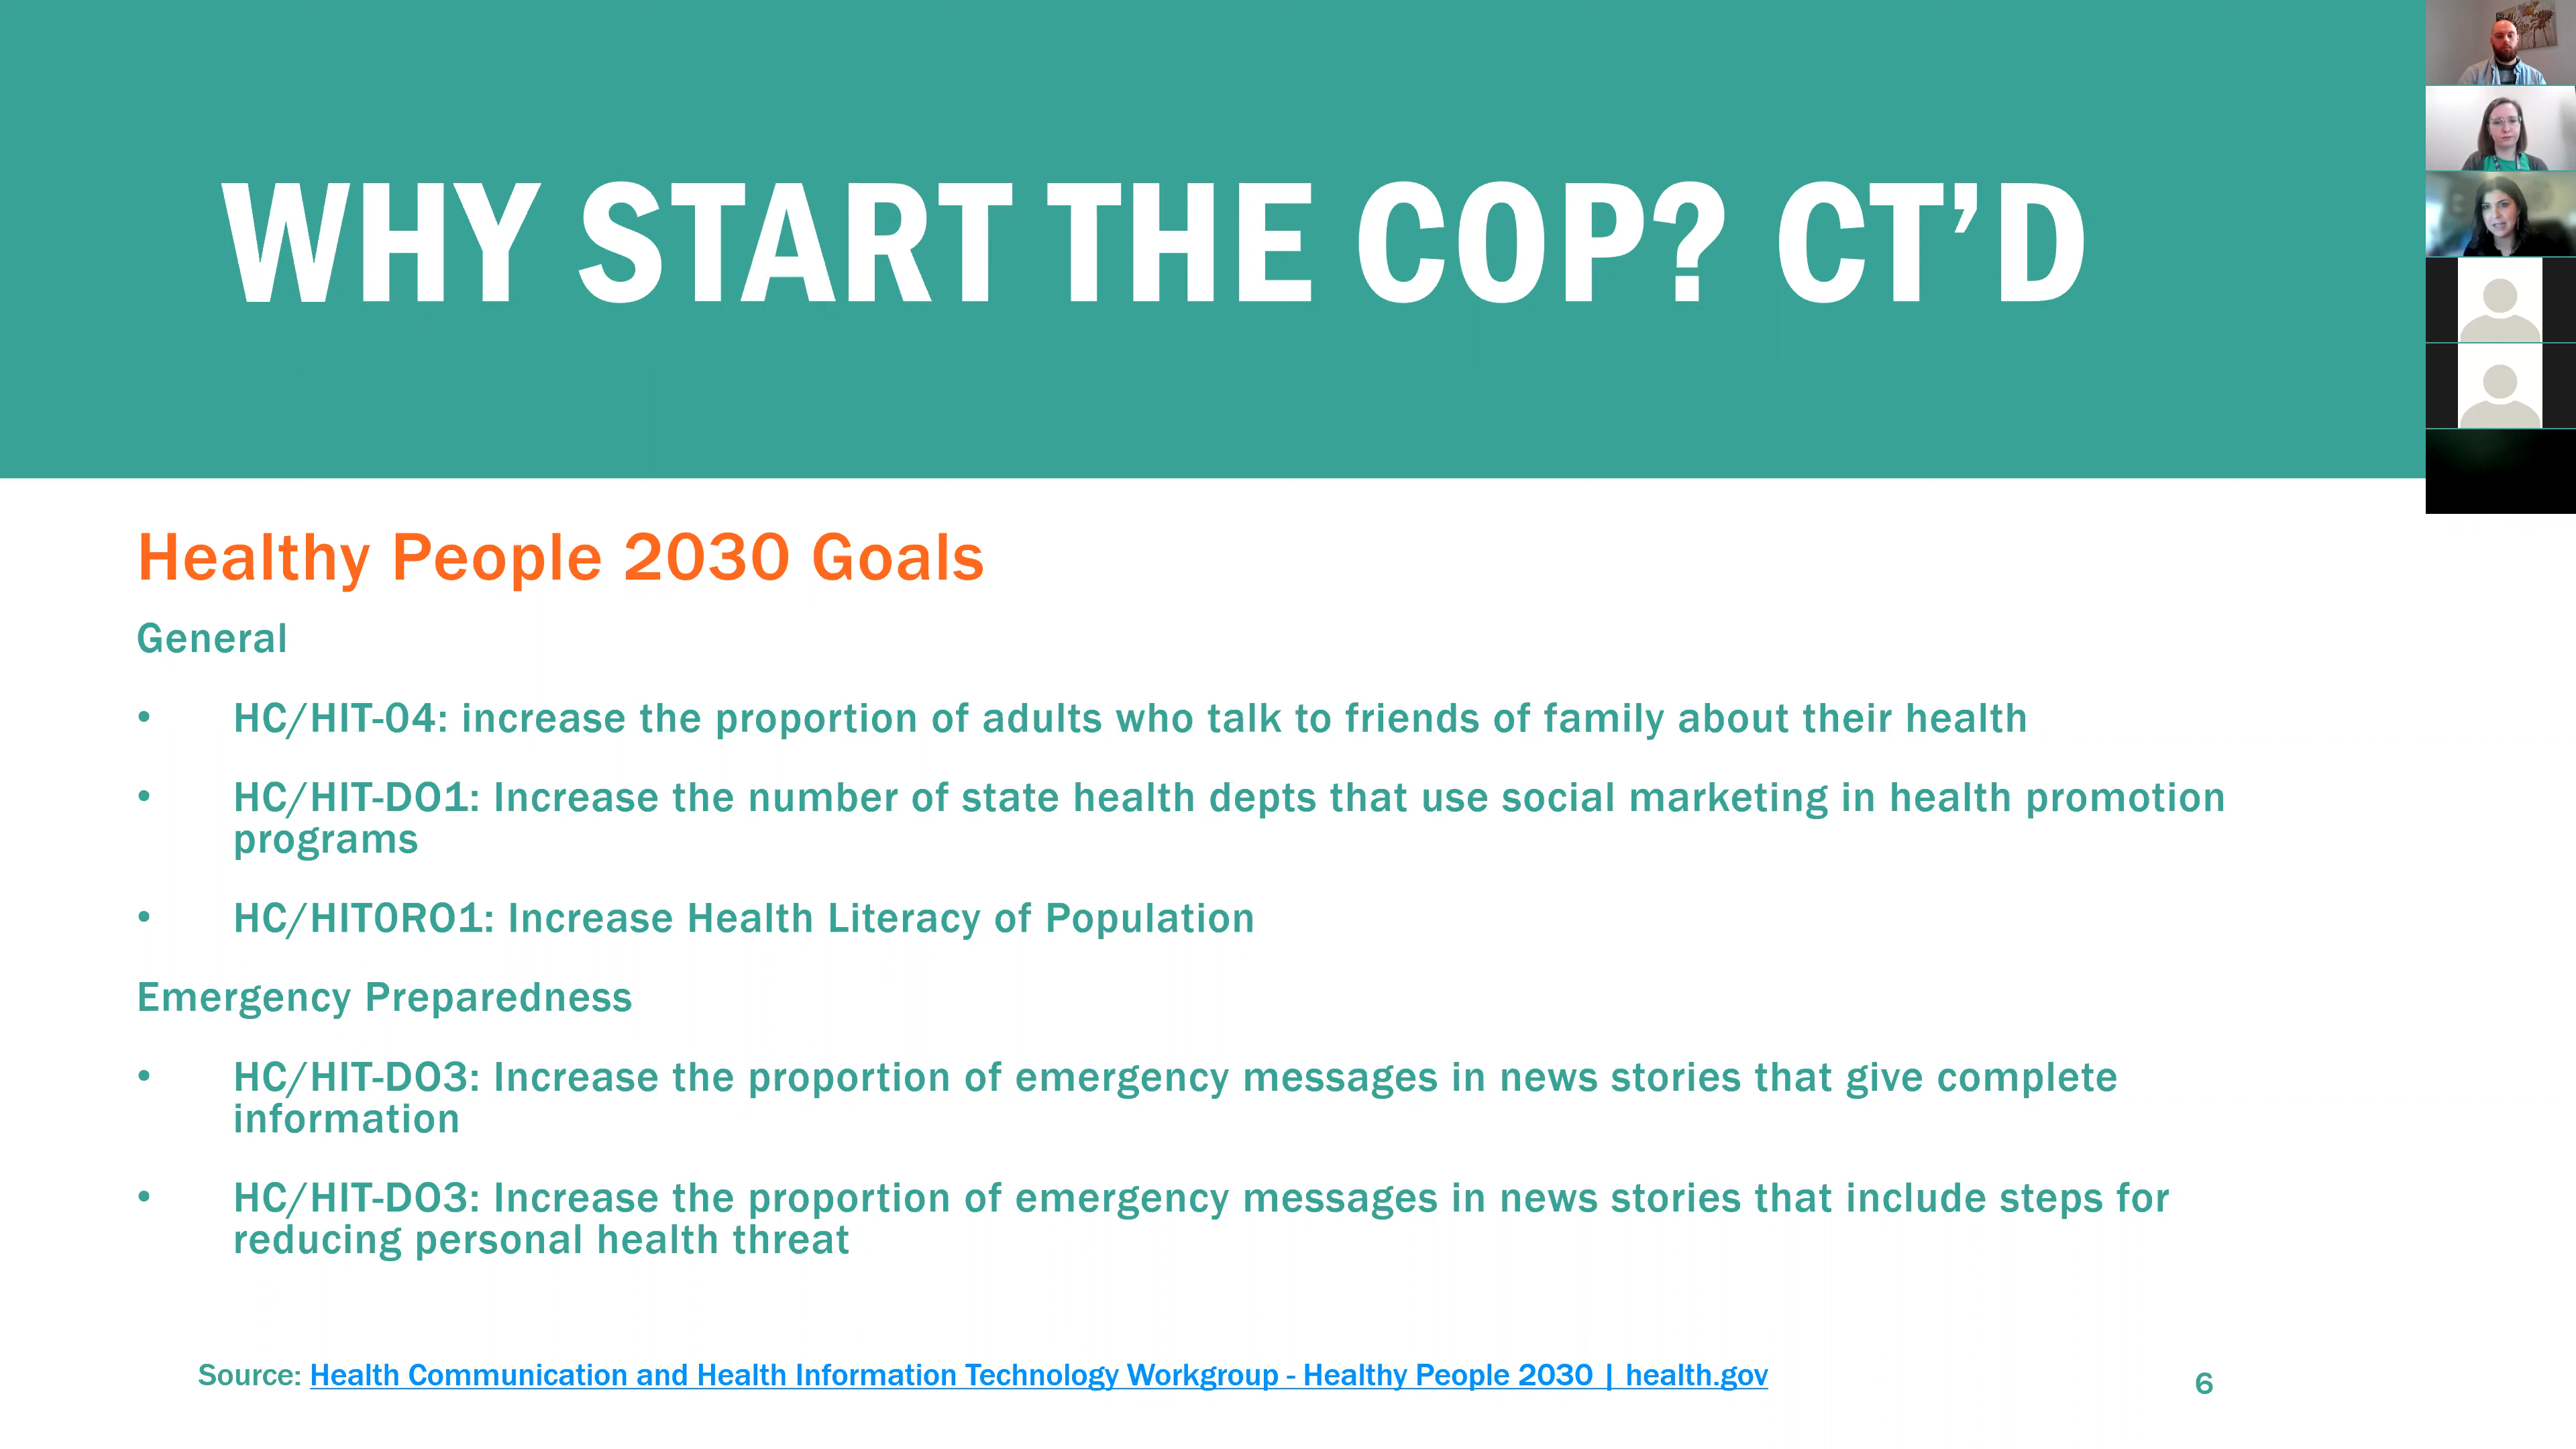 WHY START THE COP? CT’D
Healthy People 2030 Goals
General
• HC/HIT-04: increase the proportion of adults who talk to friends of family about their health
• HC/HIT-DO1: Increase the number of state health depts that use social marketing in health promotion
programs
• HC/HIT0RO1: Increase Health Literacy of Population
Emergency Preparedness
• HC/HIT-DO3: Increase the proportion of emergency messages in news stories that give complete
information
• HC/HIT-DO3: Increase the proportion of emergency messages in news stories that include steps for
reducing personal health threat
Source: Health Communication and Health Information Technology Workgroup - Healthy People 2030 | health.gov
6